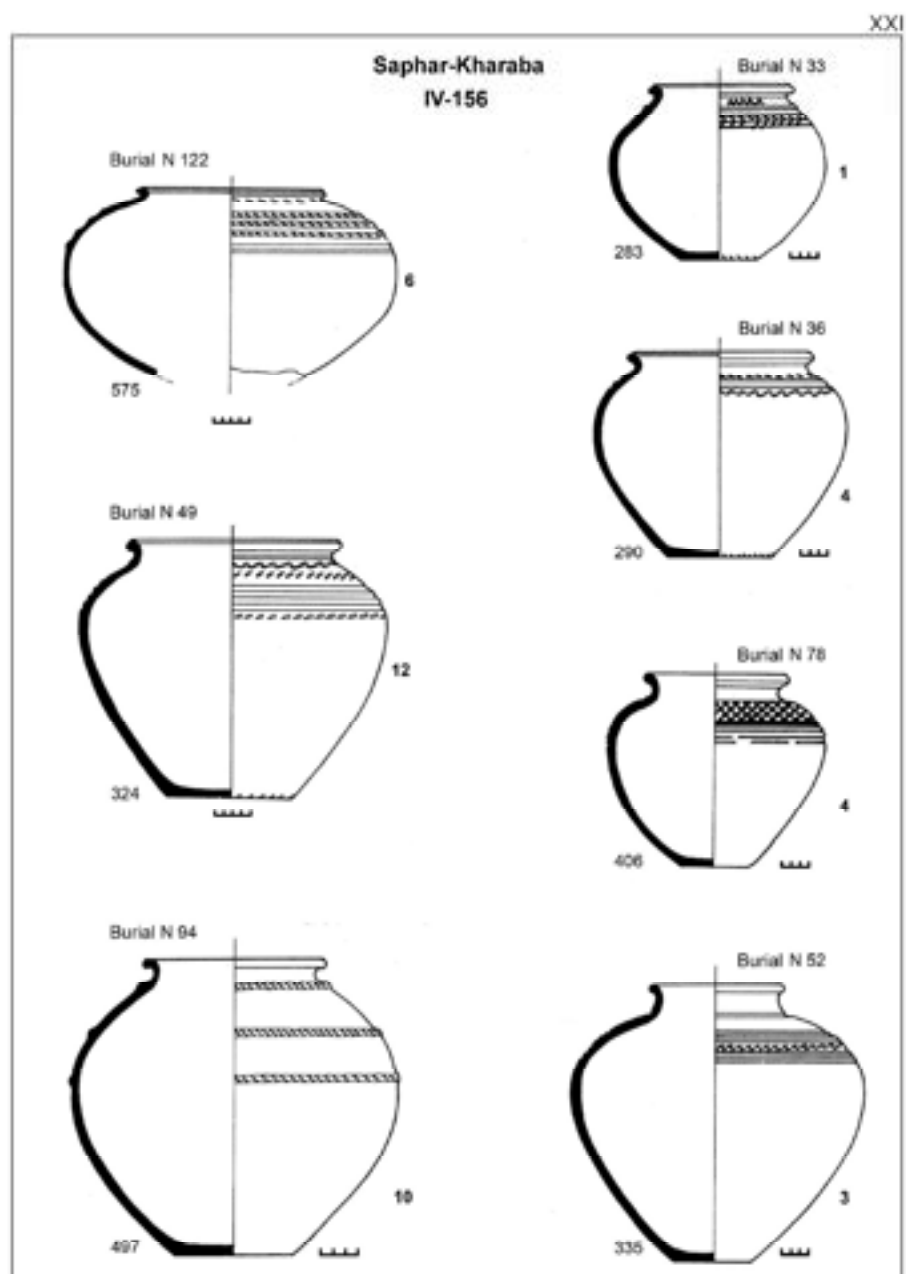 XXI
Saphar-Kharaba
IV-156
Burial N 122
6
575
Burial N 49
12
324
Burial N 94
10
497
Burial N 33
1
283
Burial N 36
4
290
Burial N 78
4
406
Burial N 52
3
335